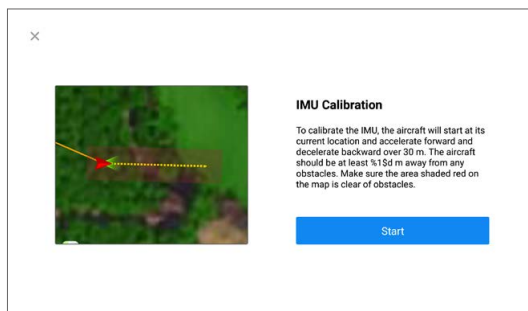 IMU Calibration
To calibrate the IMU, the aircraft will start at its
current location and accelerate forward and
decelerate backward over 30 m. The aircraft
should be at least %1$d m away from any
obstacles. Make sure the area shaded red on
the map is clear of obstacles.
Start